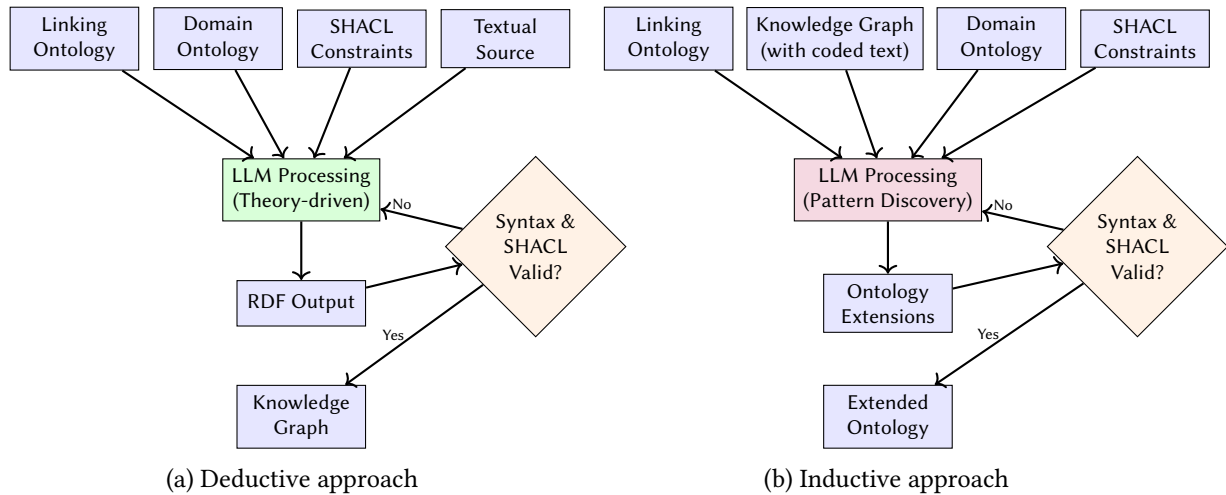 Linking
Ontology
Domain
Ontology
SHACL
Constraints
Textual
Source
LLM Processing
(Theory-driven)
No
Syntax &
SHACL
Valid?
RDF Output
Yes
Knowledge
Graph
(a) Deductive approach
Linking
Ontology
Knowledge Graph
(with coded text)
Domain
Ontology
SHACL
Constraints
LLM Processing
(Pattern Discovery)
No
Syntax &
SHACL
Valid?
Ontology
Extensions
Yes
Extended
Ontology
(b) Inductive approach